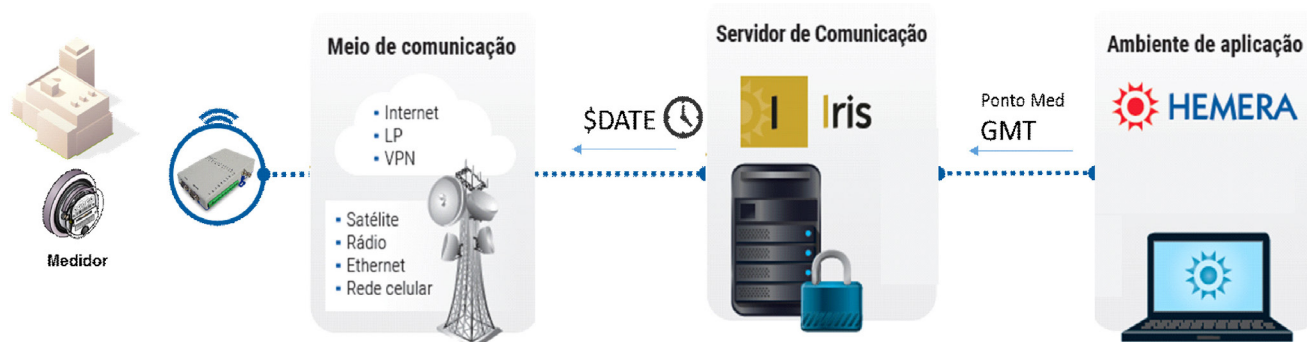 Medidor
Meio de comunicação
▪ Internet
▪ LP
▪ VPN
▪ Satélite
▪ Rádio
▪ Ethernet
▪ Rede celular
$DATE
Servidor de Comunicação
I Iris
Ponto Med
GMT
Ambiente de aplicação
HEMERA